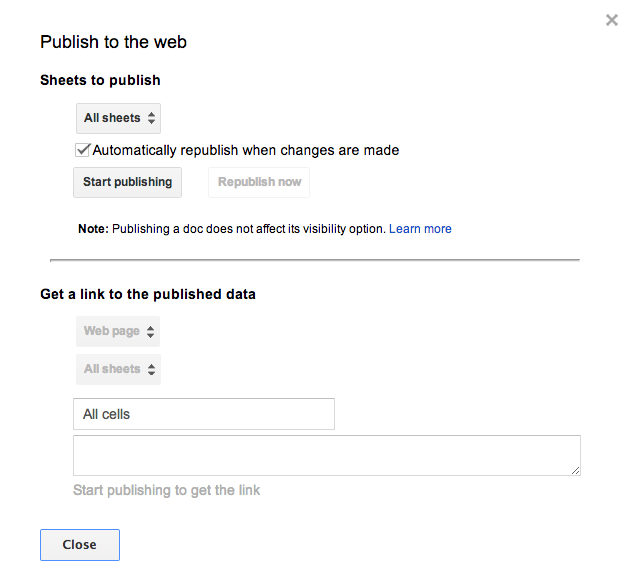 Publish to the web
Sheets to publish
All sheets
Automatically republish when changes are made
Start publishing Republish now
Note: Publishing a doc does not affect its visibility option. Learn more
Get a link to the published data
Web page
All sheets
All cells
Start publishing to get the link
Close